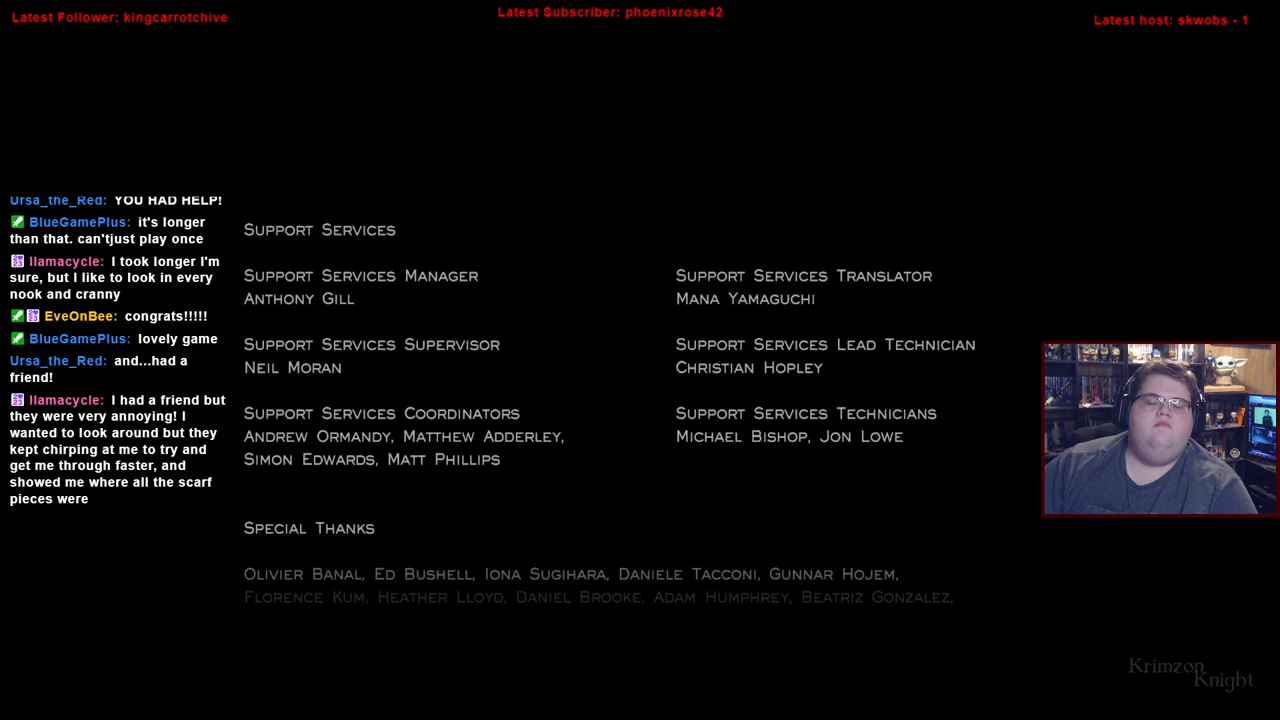 Latest Follower: kingcarrotchive
Latest Subscriber: phoenixrose42
Latest host: skwobs - 1
Ursa_the_Red: YOU HAD HELP!
BlueGamePlus: it's longer
than that. can'tjust play once
llamacycle: I took longer I'm
sure, but I like to look in every
nook and cranny
EveOnBee: congrats!!!!!
BlueGamePlus: lovely game
Ursa_the_Red: and...had a
friend!
llamacycle: I had a friend but
they were very annoying! I
wanted to look around but they
kept chirping at me to try and
get me through faster, and
showed me where all the scarf
pieces were
Support Services
Support Services Manager
Anthony Gill
Support Services Supervisor
Neil Moran
Support Services Coordinators
Andrew Ormandy, Matthew Adderley,
Simon Edwards, Matt Phillips
Support Services Translator
Mana Yamaguchi
Support Services Lead Technician
Christian Hopley
Support Services Technicians
Michael Bishop, Jon Lowe
Special Thanks
Olivier Banal, Ed Bushell, Iona Sugihara, Daniele Tacconi, Gunnar Hojem,
Florence Kum, Heather Lloyd, Daniel Brooke, Adam Humphrey, Beatriz Gonzalez,
Krimzon
Knight